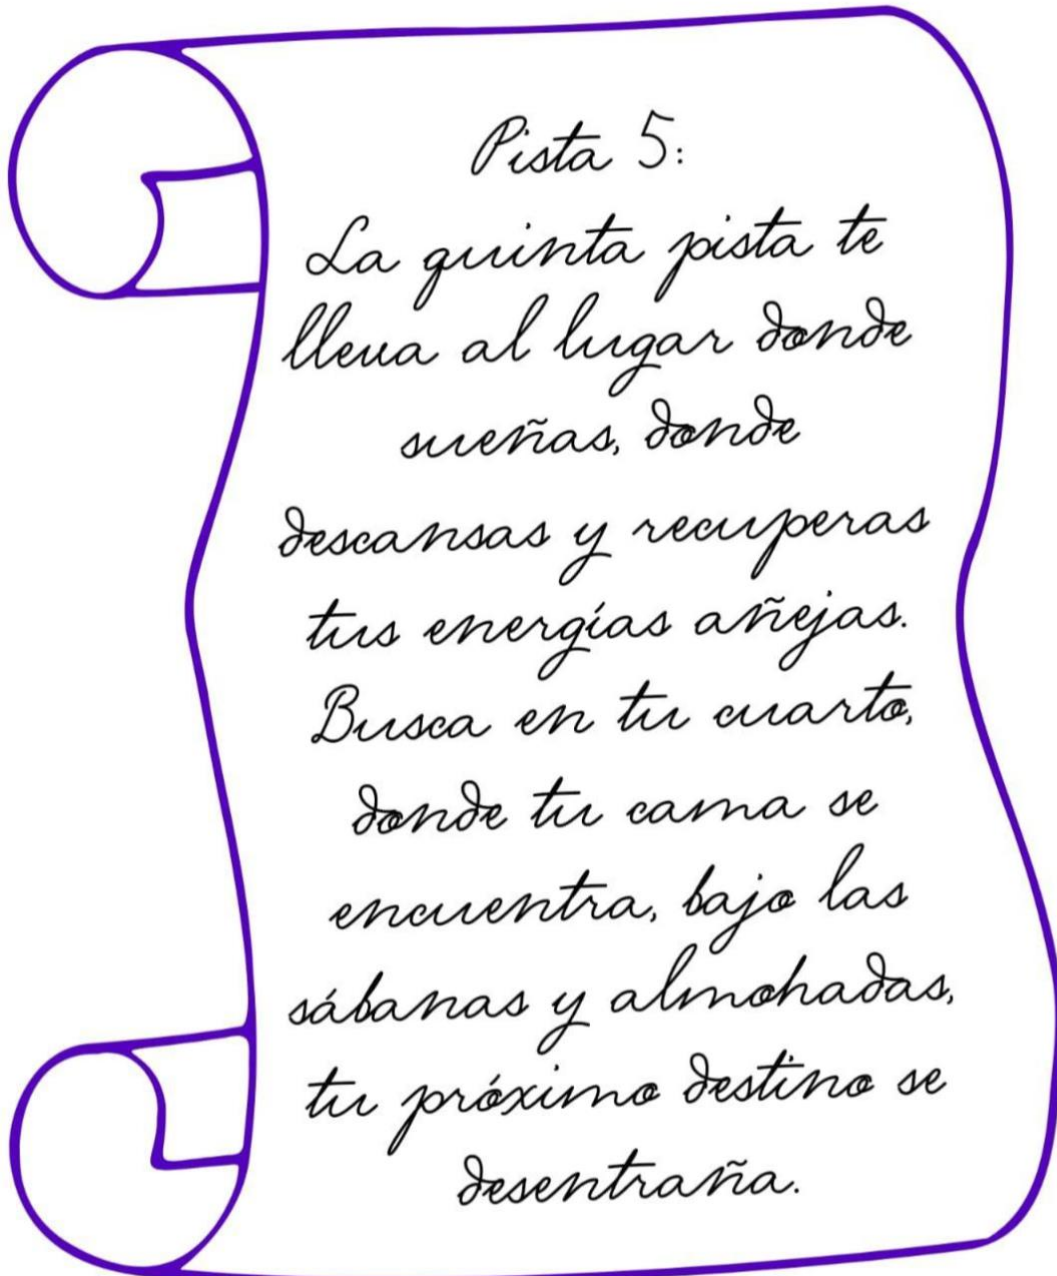 Pista 5:
La quinta pista te
lleva al lugar donde
sueñas, donde
descansas y recuperas
tus energías añejas.
Busca en tu cuarto,
donde tu cama se
encuentra, bajo las
sábanas y almohadas,
tu próximo destino se
desentraña.